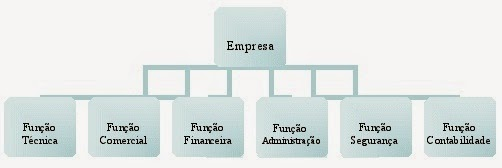 Empresa
Função
Técnica
Função
Comercial
Função
Financeira
Função
Administração
Função
Segurança
Função
Contabilidade